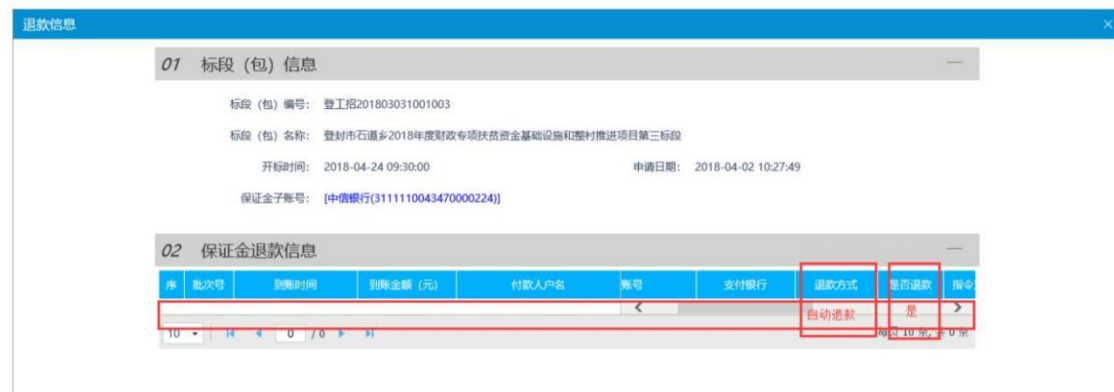 退款信息
01 标段（包）信息
标段（包）编号： 登工招201803031001003
标段（包）名称： 登封市石道乡2018年度财政专项扶贫资金基础设施和整村推进项目第三标段
开标时间： 2018-04-24 09:30:00 申请日期： 2018-04-02 10:27:49
保证金子账号： [中信银行(3111110043470000224)]
02 保证金退款信息
序 批次号 到账时间 到账金额（元） 付款人户名 账号 支付银行 退款方式 是否退款 指令
自动退款 是
10 0 / 0 每页 10 条, 共 0 条